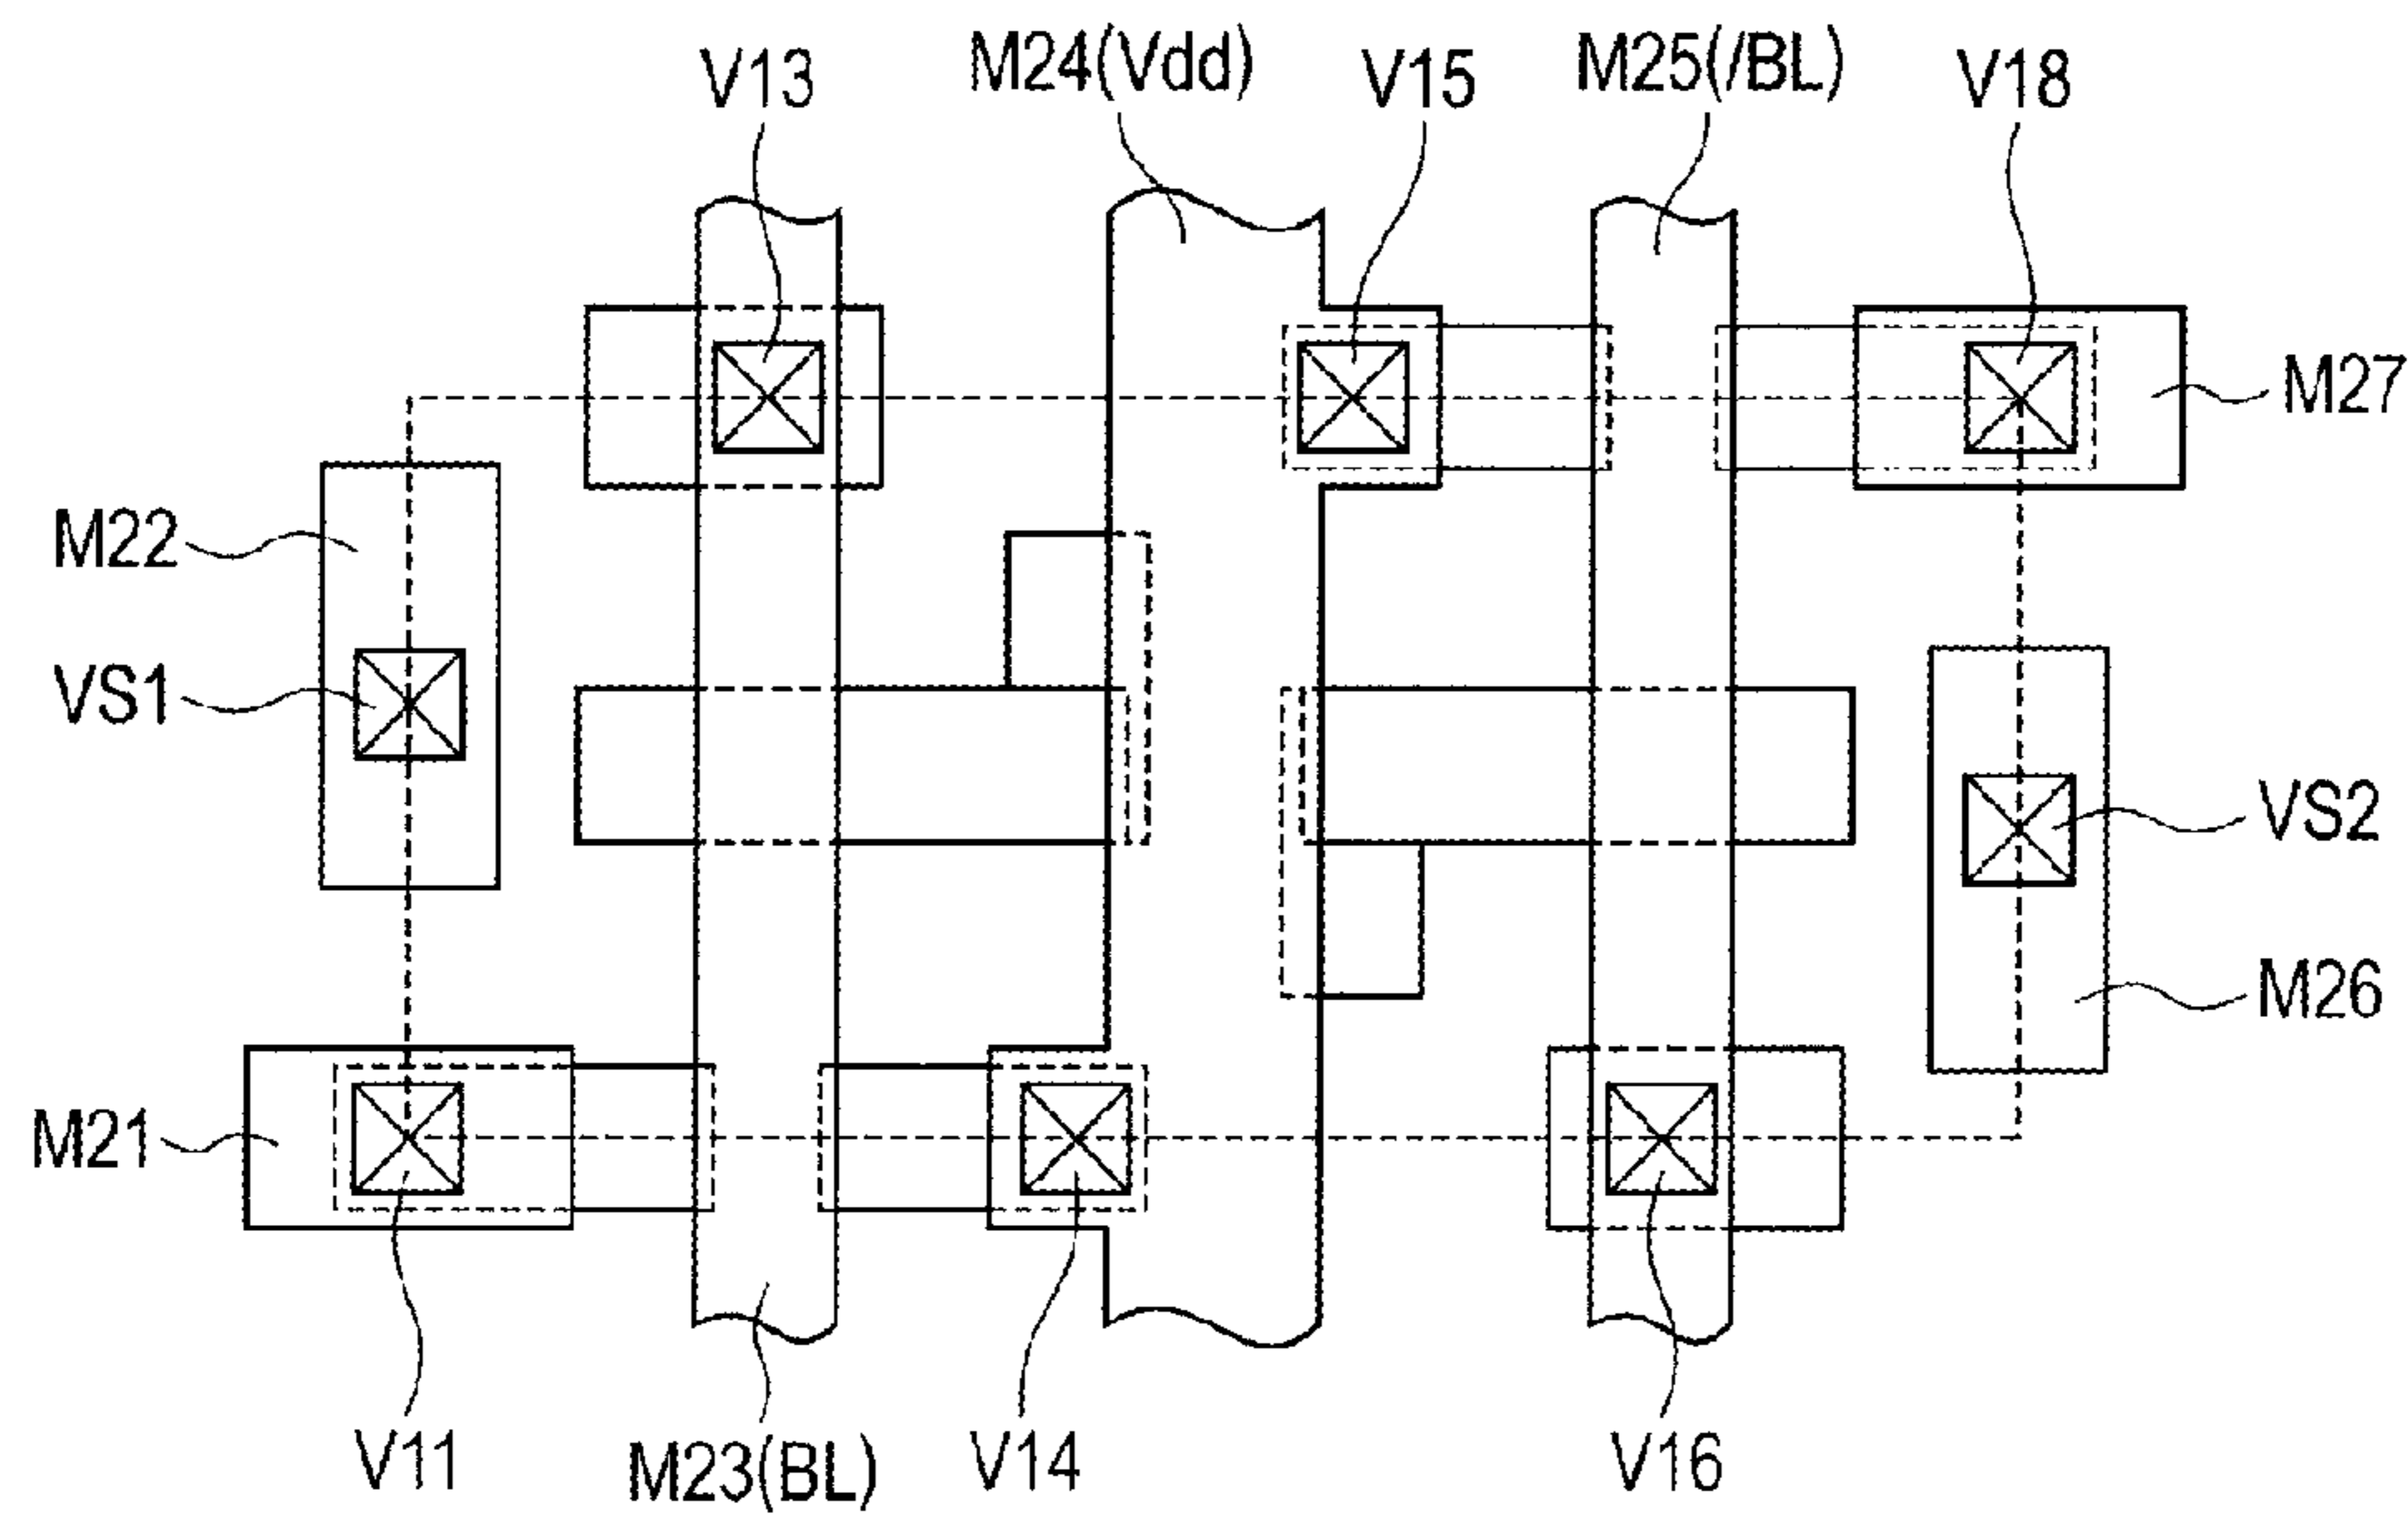 V13
M24(Vdd)
V15
M25(/BL)
V18
M27
M22
VS1
VS2
M26
M21
V11
M23(BL)
V14
V16